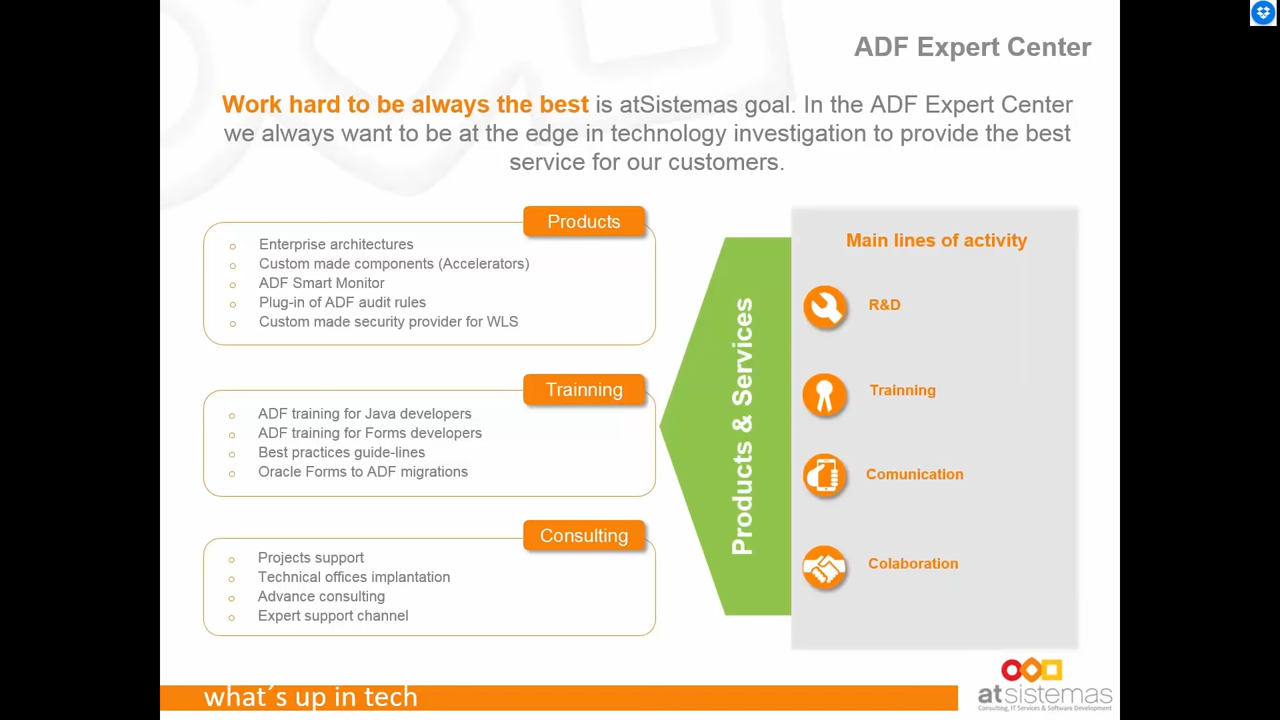 ADF Expert Center
Work hard to be always the best is atSistemas goal. In the ADF Expert Center
we always want to be at the edge in technology investigation to provide the best
service for our customers.
Products
Enterprise architectures
Custom made components (Accelerators)
ADF Smart Monitor
Plug-in of ADF audit rules
Custom made security provider for WLS
Trainning
ADF training for Java developers
ADF training for Forms developers
Best practices guide-lines
Oracle Forms to ADF migrations
Consulting
Projects support
Technical offices implantation
Advance consulting
Expert support channel
Products & Services
Main lines of activity
R&D
Trainning
Comunication
Colaboration
what´s up in tech
atsistemas
Consulting, IT Services & Software Development